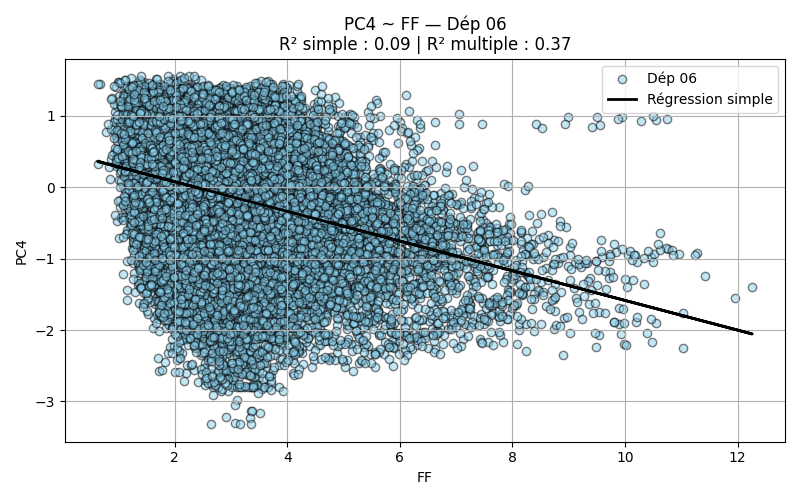 PC4 ~ FF — Dép 06
R² simple : 0.09 | R² multiple : 0.37
Dép 06
Régression simple
1
0
−1
−2
−3
PC4
2
4
6
8
10
12
FF